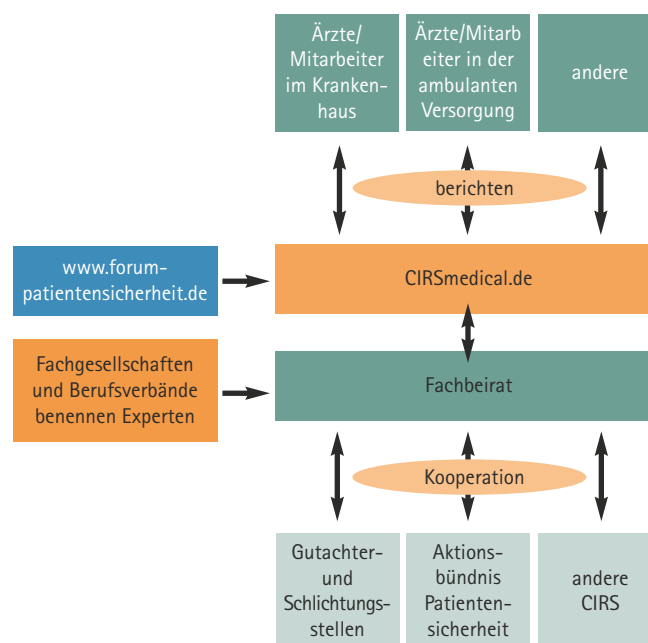 Ärzte/
Mitarbeiter
im Kranken-
haus
Ärzte/Mitarb
eiter in der
ambulanten
Versorgung
andere
berichten
www.forum-
patientensicherheit.de
CIRSmedical.de
Fachgesellschaften
und Berufsverbände
benennen Experten
Fachbeirat
Kooperation
Gutachter-
und
Schlichtungs-
stellen
Aktions-
bündnis
Patienten-
sicherheit
andere
CIRS